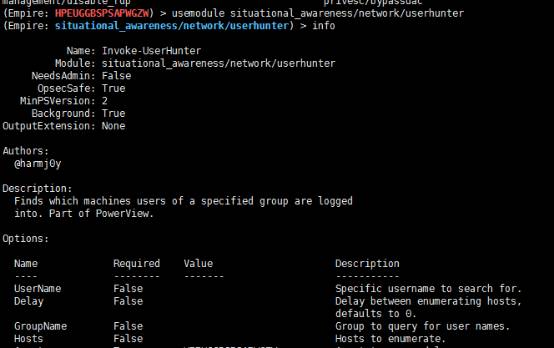 management/disable_rdp privesc/bypassuac
(Empire: HPEUGGBSPSAPWGZW) > usemodule situational_awareness/network/userhunter
(Empire: situational_awareness/network/userhunter) > info
Name: Invoke-UserHunter
Module: situational_awareness/network/userhunter
NeedsAdmin: False
OpsecSafe: True
MinPSVersion: 2
Background: True
OutputExtension: None
Authors:
@harmj0y
Description:
Finds which machines users of a specified group are logged
into. Part of PowerView.
Options:
Name Required Value Description
---- -------- ------- -----------
UserName False Specific username to search for.
Delay False Delay between enumerating hosts,
defaults to 0.
GroupName False Group to query for user names.
Hosts False Hosts to enumerate.